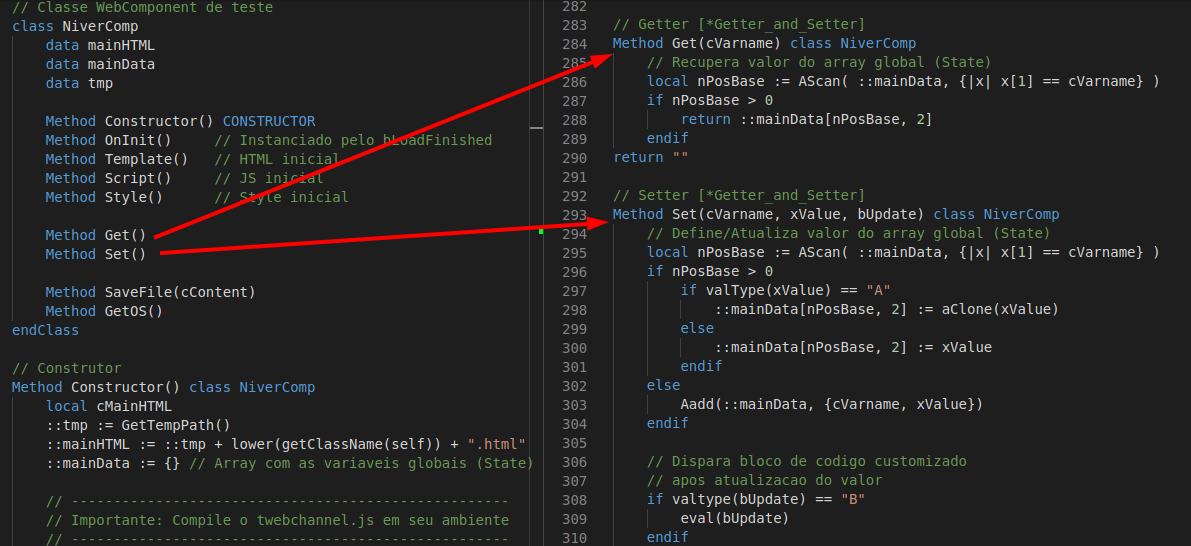 // Classe WebComponent de teste
class NiverComp
data mainHTML
data mainData
data tmp
Method Constructor() CONSTRUCTOR
Method OnInit() // Instanciado pelo bLoadFinished
Method Template() // HTML inicial
Method Script() // JS inicial
Method Style() // Style inicial
Method Get()
Method Set()
Method SaveFile(cContent)
Method GetOS()
endClass
// Construtor
Method Constructor() class NiverComp
local cMainHTML
::tmp := GetTempPath()
::mainHTML := ::tmp + lower(getClassName(self)) + ".html"
::mainData := {} // Array com as variaveis globais (State)
// ----------------------------------------------------
// Importante: Compile o twebchannel.js em seu ambiente
// ----------------------------------------------------
282
283 // Getter [*Getter_and_Setter]
284 Method Get(cVarname) class NiverComp
285 // Recupera valor do array global (State)
286 local nPosBase := AScan( ::mainData, {|x| x[1] == cVarname} )
287 if nPosBase > 0
288 return ::mainData[nPosBase, 2]
289 endif
290 return ""
291
292 // Setter [*Getter_and_Setter]
293 Method Set(cVarname, xValue, bUpdate) class NiverComp
294 // Define/Atualiza valor do array global (State)
295 local nPosBase := AScan( ::mainData, {|x| x[1] == cVarname} )
296 if nPosBase > 0
297 if valType(xValue) == "A"
298 ::mainData[nPosBase, 2] := aClone(xValue)
299 else
300 ::mainData[nPosBase, 2] := xValue
301 endif
302 else
303 Aadd(::mainData, {cVarname, xValue})
304 endif
305
306 // Dispara bloco de codigo customizado
307 // apos atualizacao do valor
308 if valtype(bUpdate) == "B"
309 eval(bUpdate)
310 endif